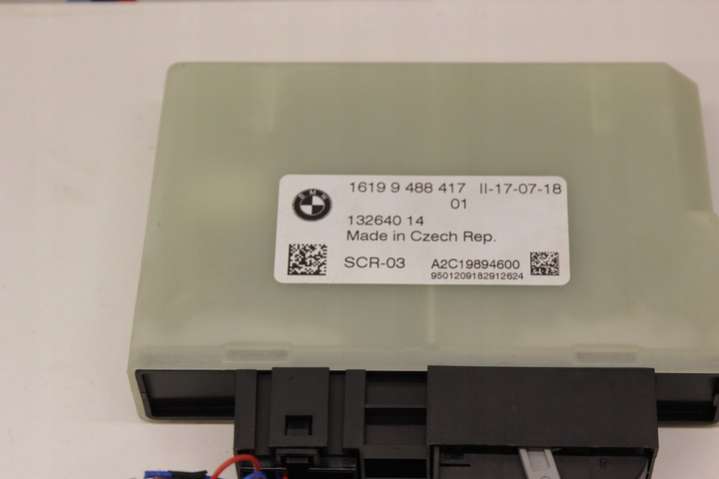 BMW
1619 9 488 417 II-17-07-18
01
132640 14
Made in Czech Rep.
SCR-03 A2C19894600
9501209182912624